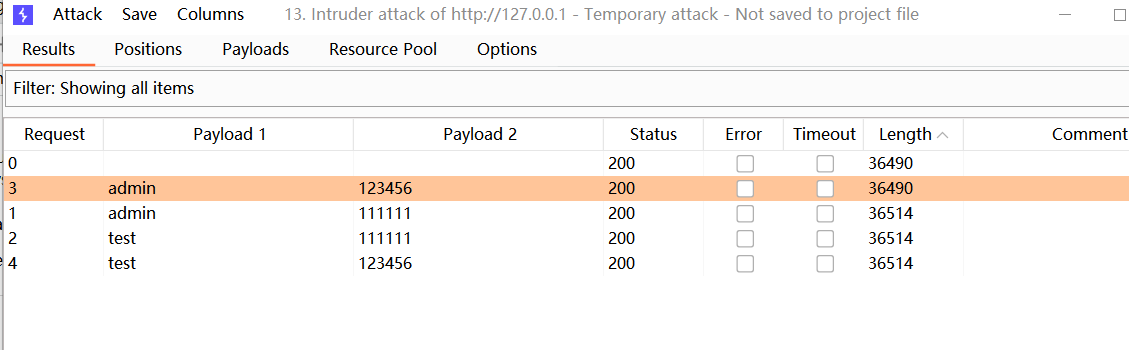 Attack Save Columns 13. Intruder attack of http://127.0.0.1 - Temporary attack - Not saved to project file
Results Positions Payloads Resource Pool Options
Filter: Showing all items
Request Payload 1 Payload 2 Status Error Timeout Length Comment
0 200 36490
3 admin 123456 200 36490
1 admin 111111 200 36514
2 test 111111 200 36514
4 test 123456 200 36514